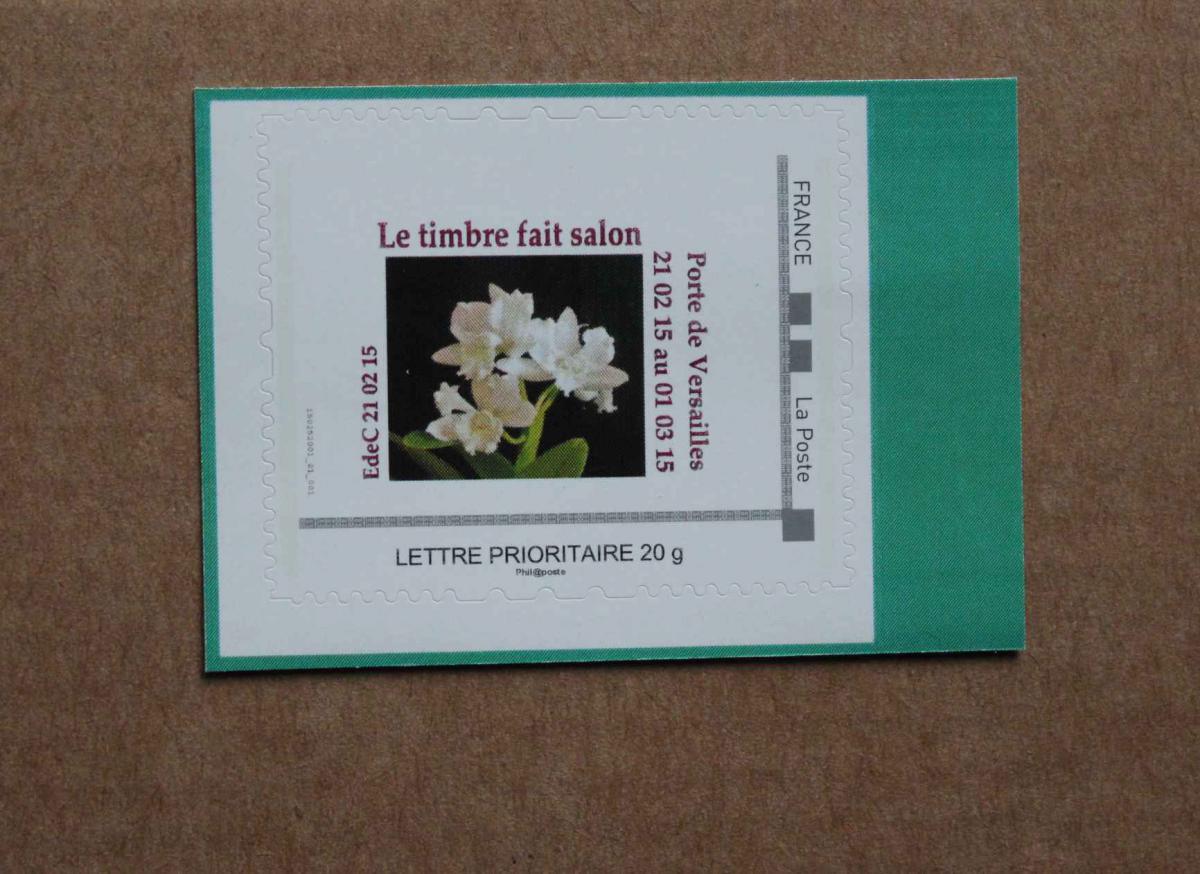 Le timbre fait salon
Porte de Versailles
21 02 15 au 01 03 15
EdeC 21 02 15
FRANCE
La Poste
LETTRE PRIORITAIRE 20 g
Phil@poste